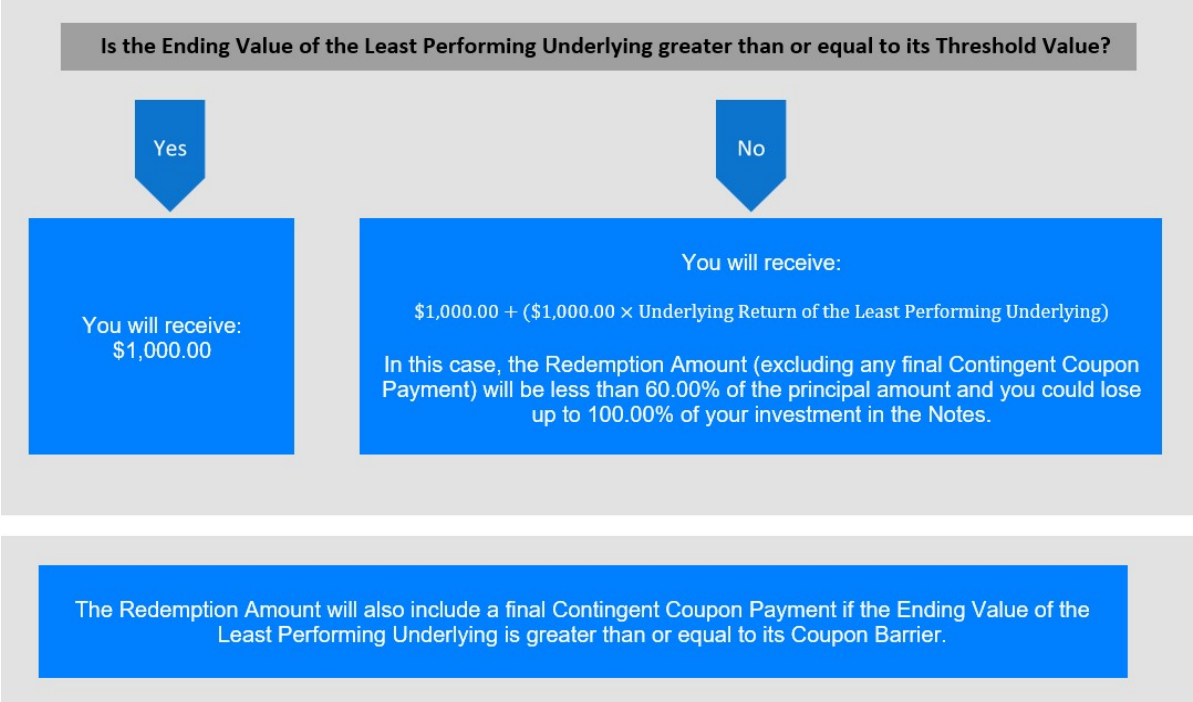 Is the Ending Value of the Least Performing Underlying greater than or equal to its Threshold Value?
Yes
No
You will receive:
$1,000.00
You will receive:
$1,000.00 + ($1,000.00 × Underlying Return of the Least Performing Underlying)
In this case, the Redemption Amount (excluding any final Contingent Coupon
Payment) will be less than 60.00% of the principal amount and you could lose
up to 100.00% of your investment in the Notes.
The Redemption Amount will also include a final Contingent Coupon Payment if the Ending Value of the
Least Performing Underlying is greater than or equal to its Coupon Barrier.